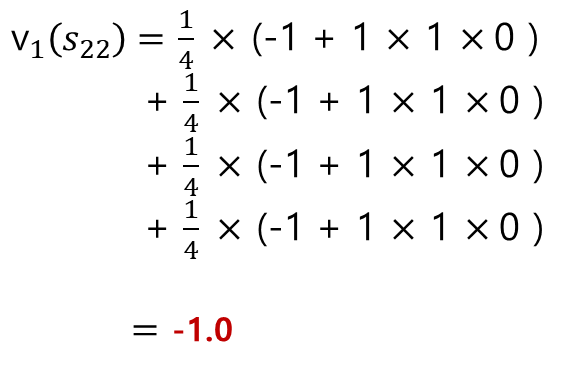 v₁(s₂₂) = 1/4 × (-1 + 1 × 1 × 0 )
+ 1/4 × (-1 + 1 × 1 × 0 )
+ 1/4 × (-1 + 1 × 1 × 0 )
+ 1/4 × (-1 + 1 × 1 × 0 )
= -1.0